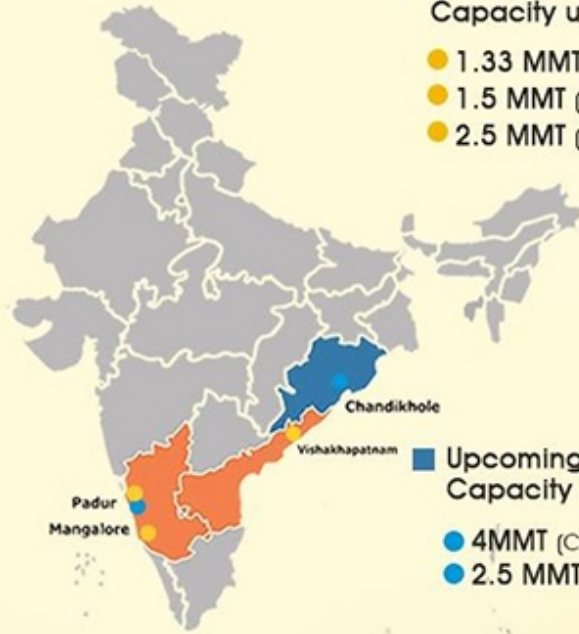 Capacity u
1.33 MMT
1.5 MMT (
2.5 MMT (
Chandikhole
Vishakhapatnam
Padur
Mangalore
Upcoming
Capacity
4MMT (C
2.5 MMT